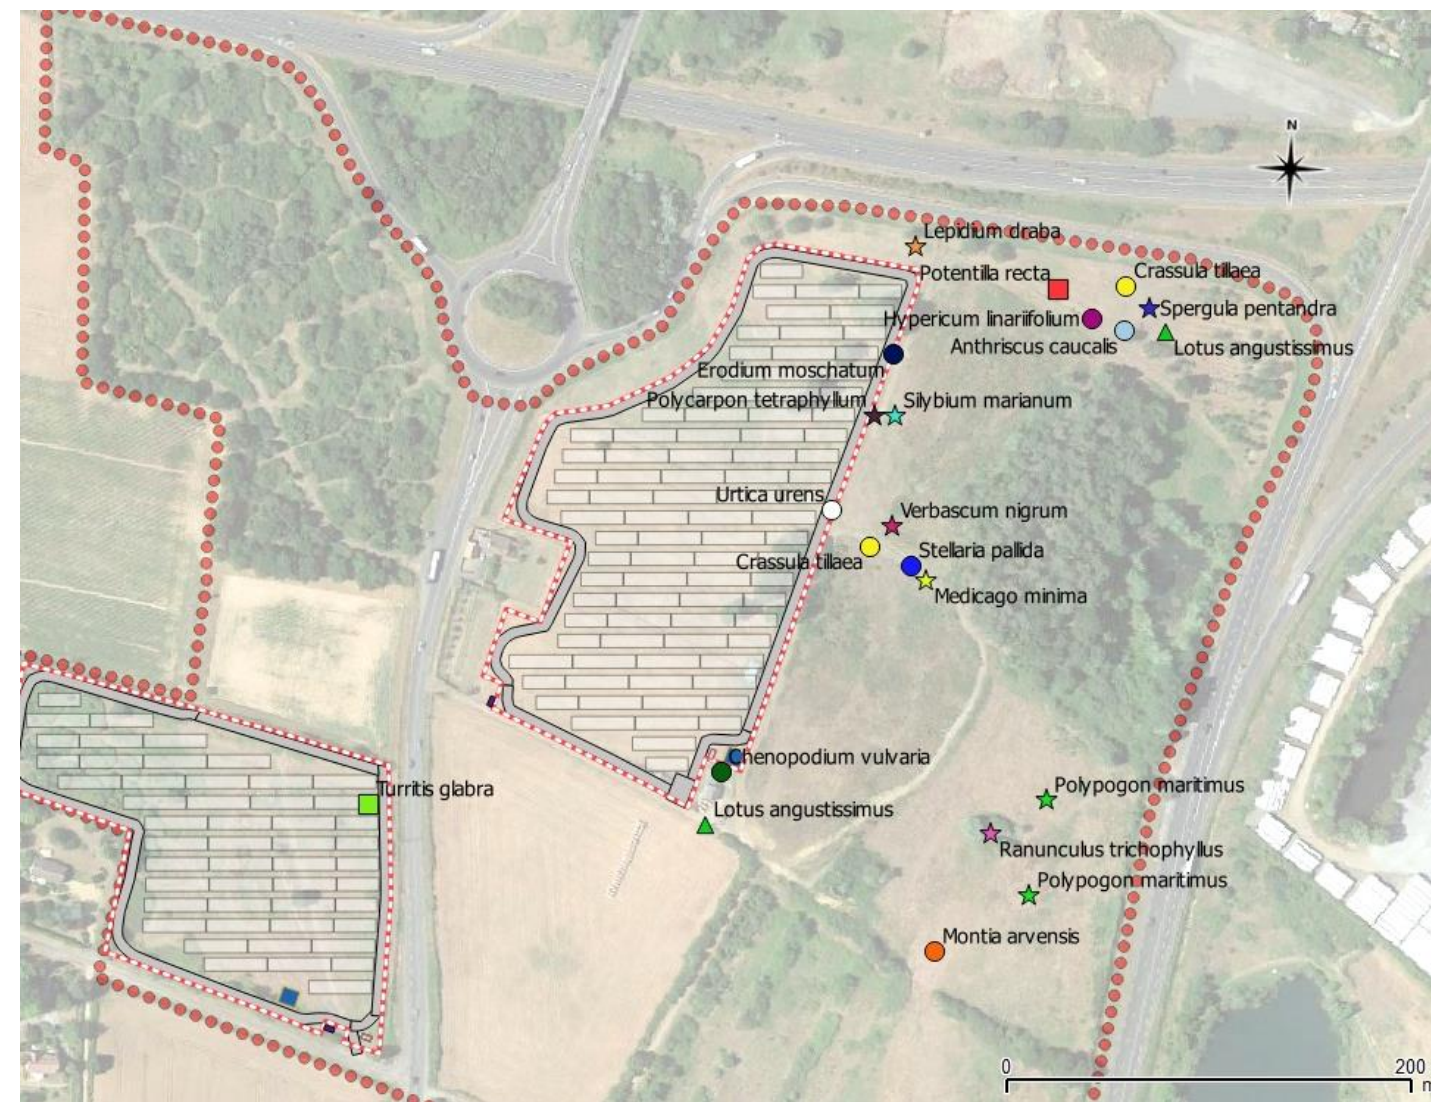 N
Lepidium draba
Potentilla recta
Crassula tillaea
Hypericum linariifolium
Spergula pentandra
Anthriscus caucalis
Lotus angustissimus
Erodium moschatum
Polycarpon tetraphyllum
Silybium marianum
Urtica urens
Verbascum nigrum
Crassula tillaea
Stellaria pallida
Medicago minima
Chenopodium vulvaria
Turritis glabra
Polypogon maritimus
Lotus angustissimus
Ranunculus trichophyllus
Polypogon maritimus
Montia arvensis
0
200
m